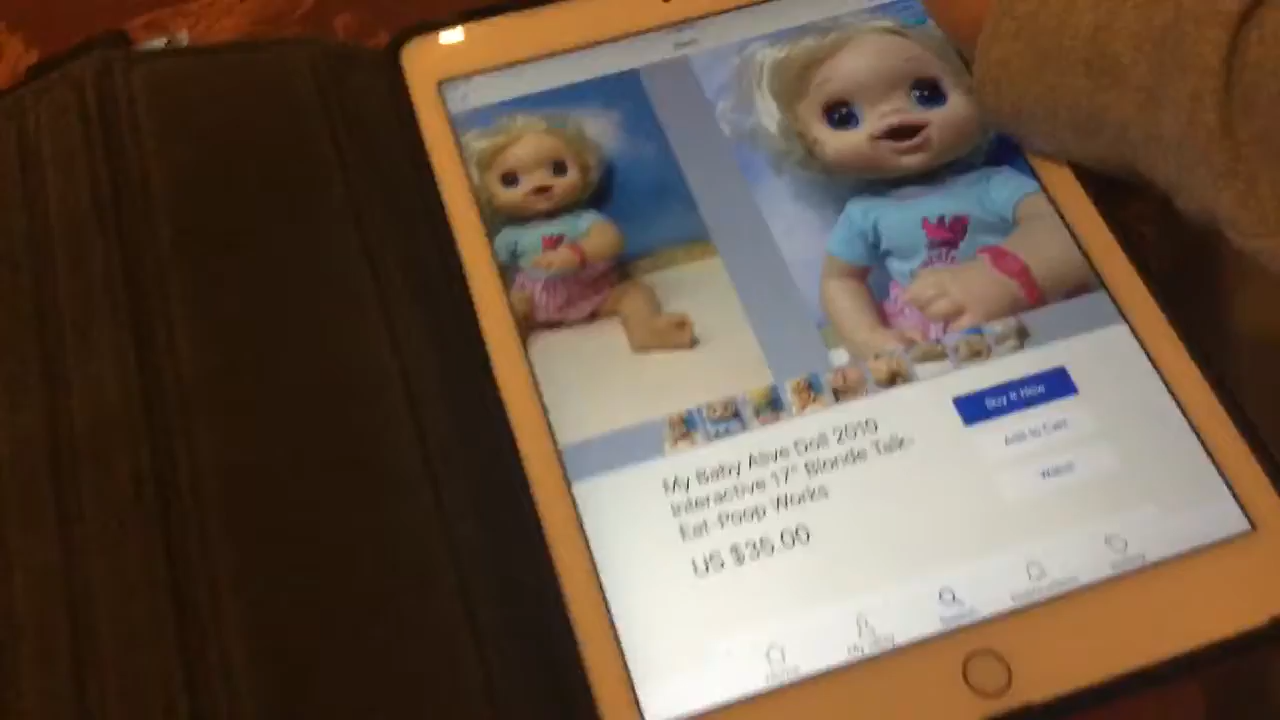 My Baby Alive Doll 2010
Interactive 17" Blonde Talk-
Eat-Poop Works
US $35.00
Buy It Now
Add to Cart
Watch